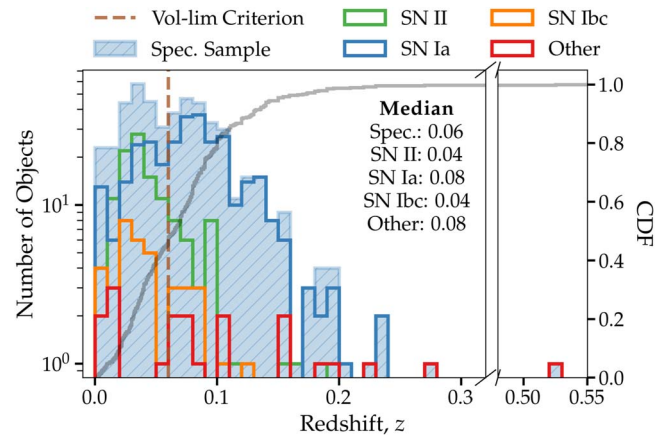 Vol-lim Criterion
Spec. Sample
SN II
SN Ia
SN Ibc
Other
Number of Objects
10¹
10⁰
Median
Spec.: 0.06
SN II: 0.04
SN Ia: 0.08
SN Ibc: 0.04
Other: 0.08
1.0
0.8
0.6
0.4
0.2
0.0
CDF
0.0 0.1 0.2 0.3 0.50 0.55
Redshift, z